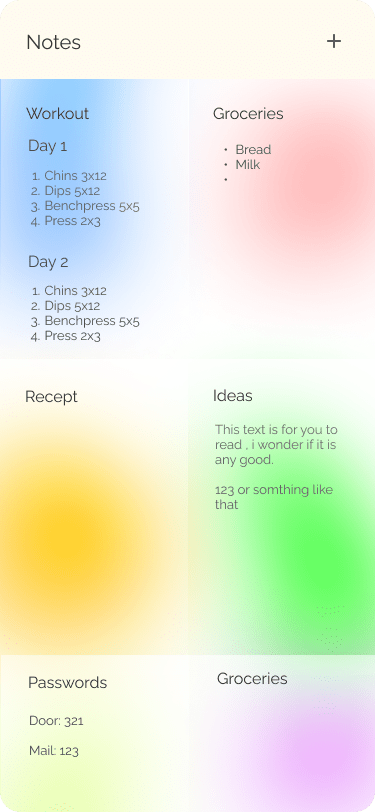 Notes
+
Workout
Day 1
1. Chins 3x12
2. Dips 5x12
3. Benchpress 5x5
4. Press 2x3
Day 2
1. Chins 3x12
2. Dips 5x12
3. Benchpress 5x5
4. Press 2x3
Groceries
• Bread
• Milk
•
Recept
Ideas
This text is for you to
read , i wonder if it is
any good.
123 or somthing like
that
Passwords
Door: 321
Mail: 123
Groceries